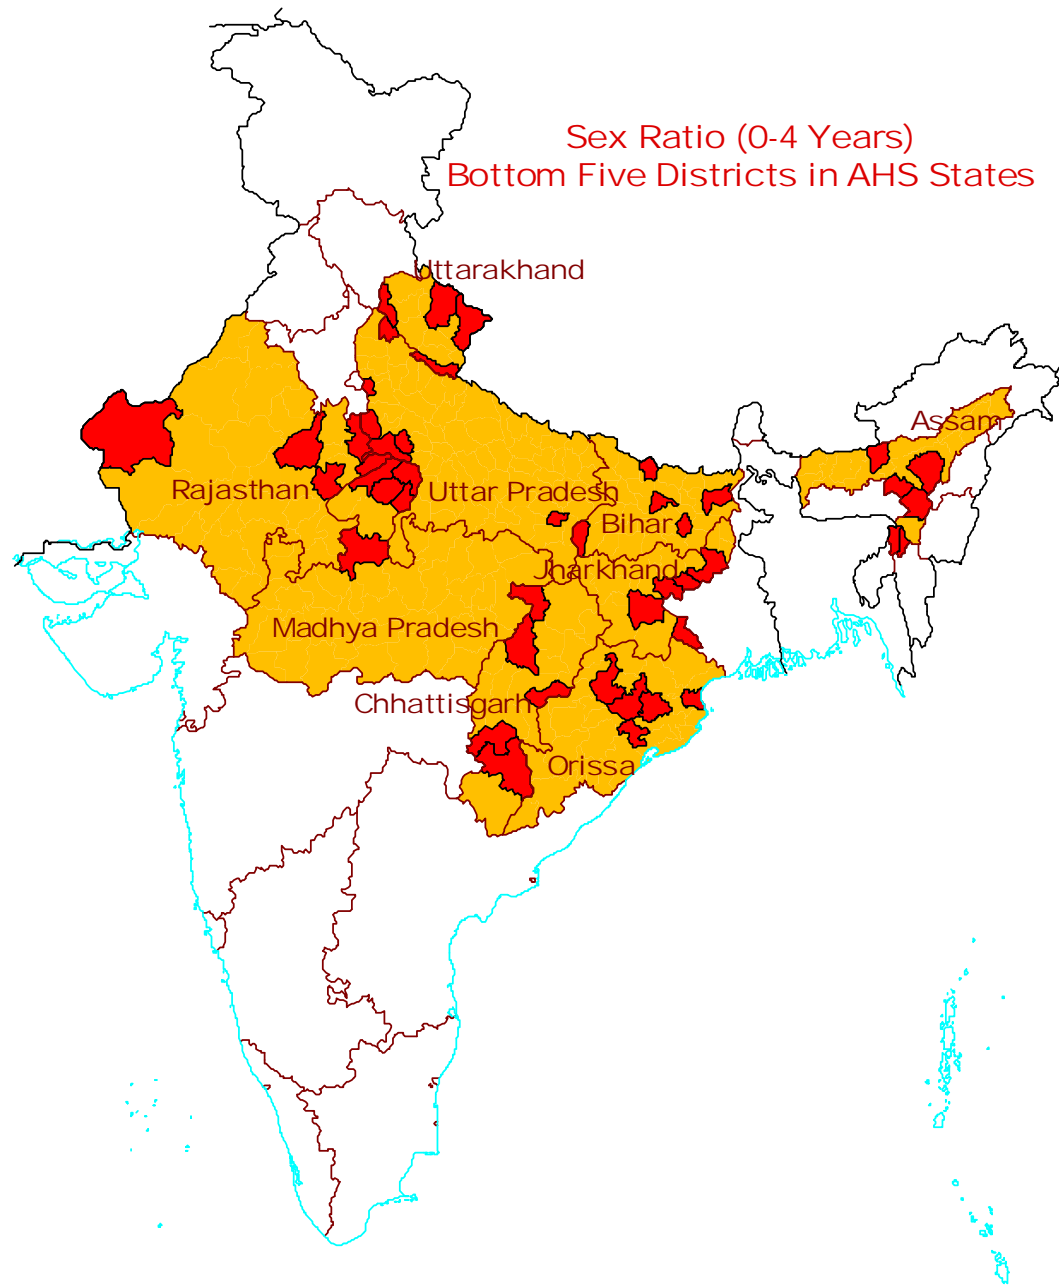 Sex Ratio (0-4 Years)
Bottom Five Districts in AHS States
Uttarakhand
Assam
Rajasthan
Uttar Pradesh
Bihar
Jharkhand
Madhya Pradesh
Chhattisgarh
Orissa